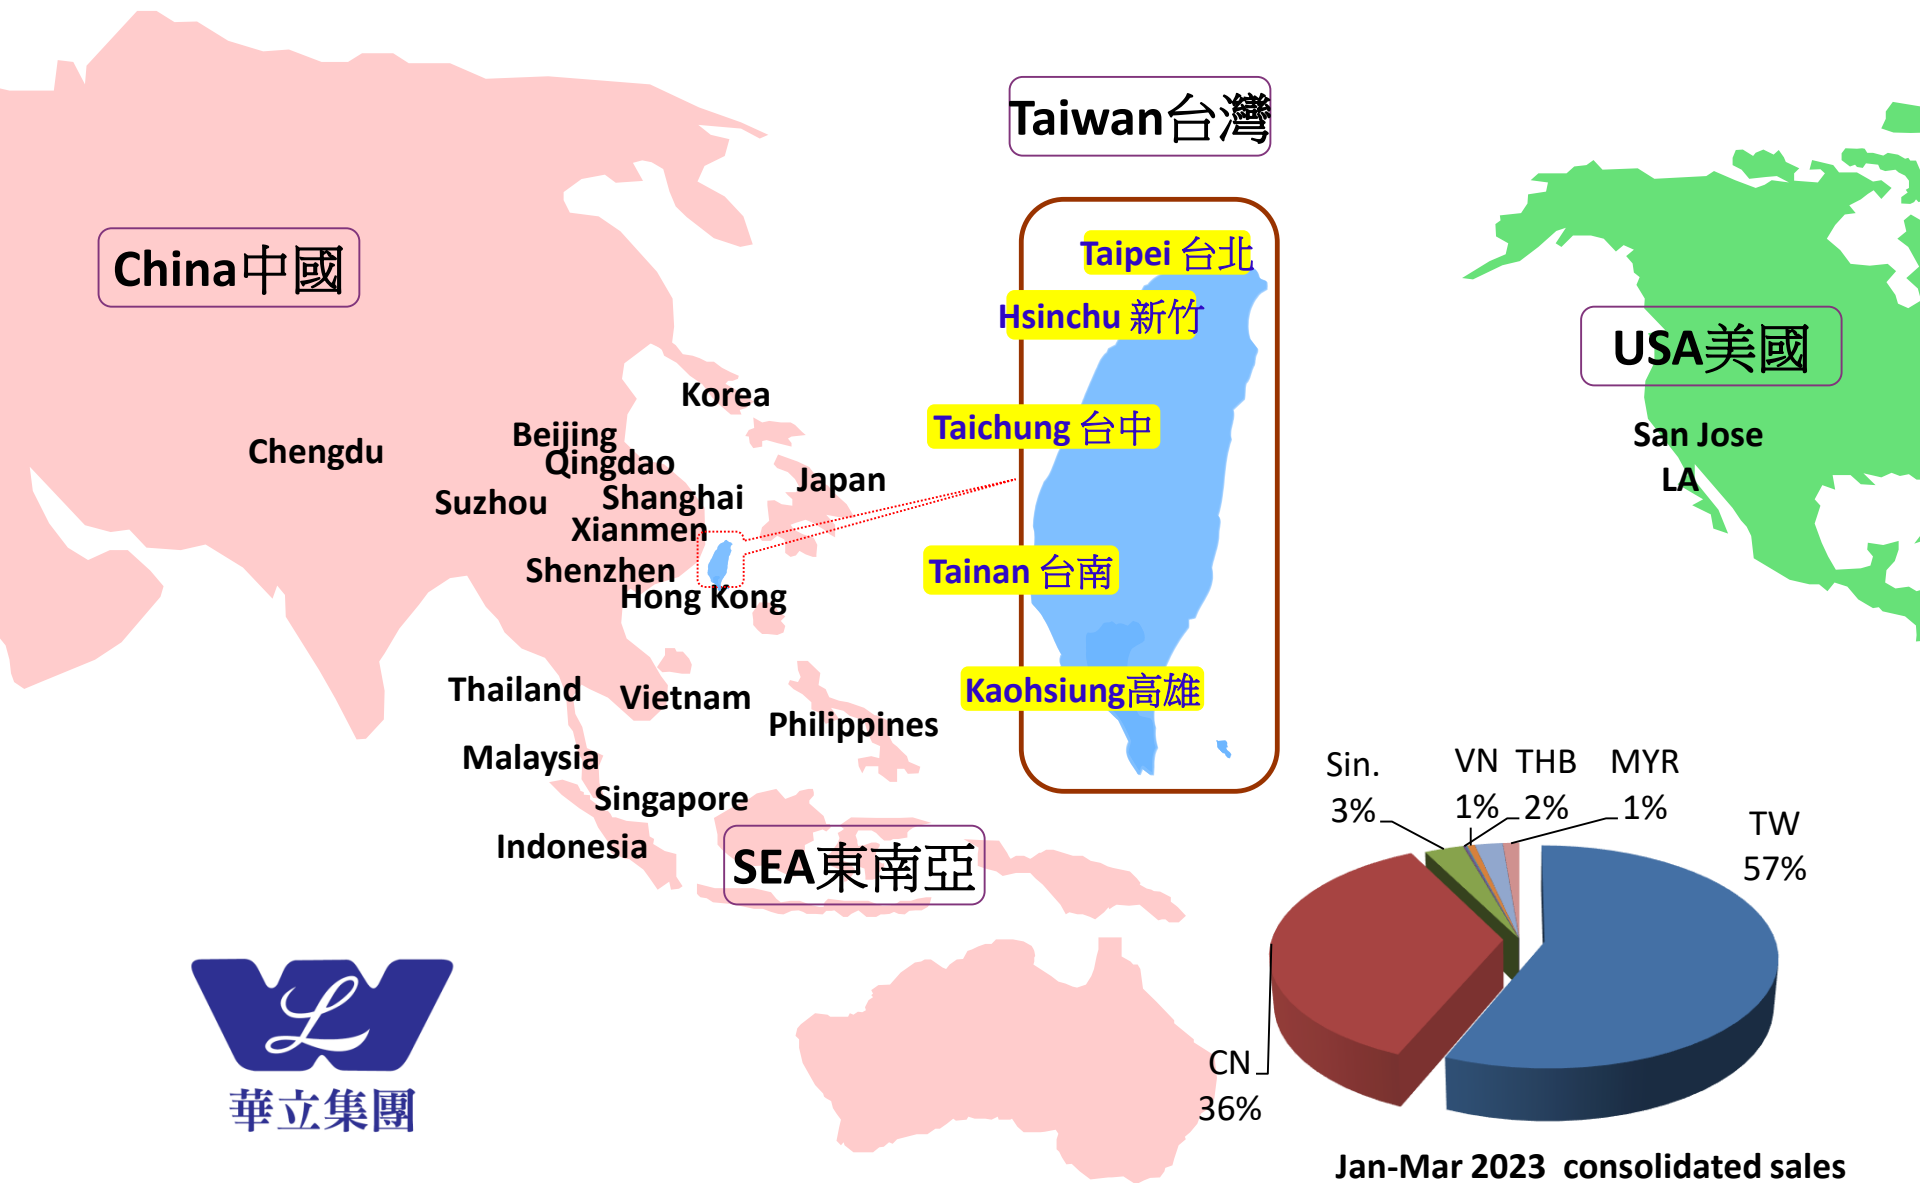 Taiwan台灣
China中國
Taipei 台北
Hsinchu 新竹
Taichung 台中
Tainan 台南
Kaohsiung高雄
USA美國
San Jose
LA
Korea
Beijing
Chengdu
Qingdao
Japan
Suzhou
Shanghai
Xianmen
Shenzhen
Hong Kong
Thailand
Vietnam
Philippines
Malaysia
Singapore
Indonesia
SEA東南亞
Sin.
3%
VN
1%
THB
2%
MYR
1%
TW
57%
CN
36%
Jan-Mar 2023 consolidated sales
L
華立集團